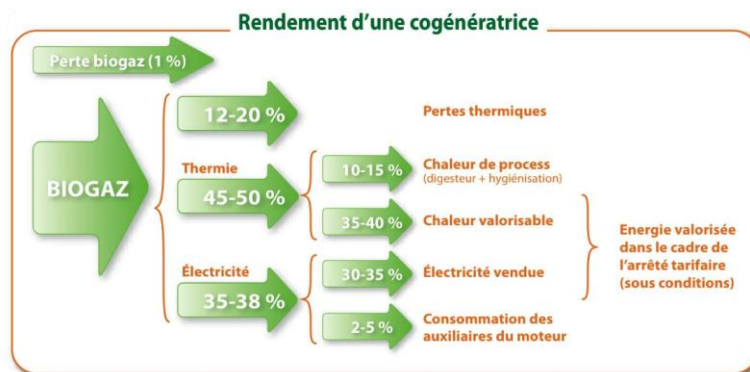 Rendement d'une cogénératrice
Perte biogaz (1 %)
BIOGAZ
12-20 %
Pertes thermiques
Thermie
45-50 %
10-15 %
Chaleur de process
(digesteur + hygiénisation)
35-40 %
Chaleur valorisable
Électricité
35-38 %
30-35 %
Électricité vendue
2-5 %
Consommation des
auxiliaires du moteur
Energie valorisée
dans le cadre de
l'arrêté tarifaire
(sous conditions)